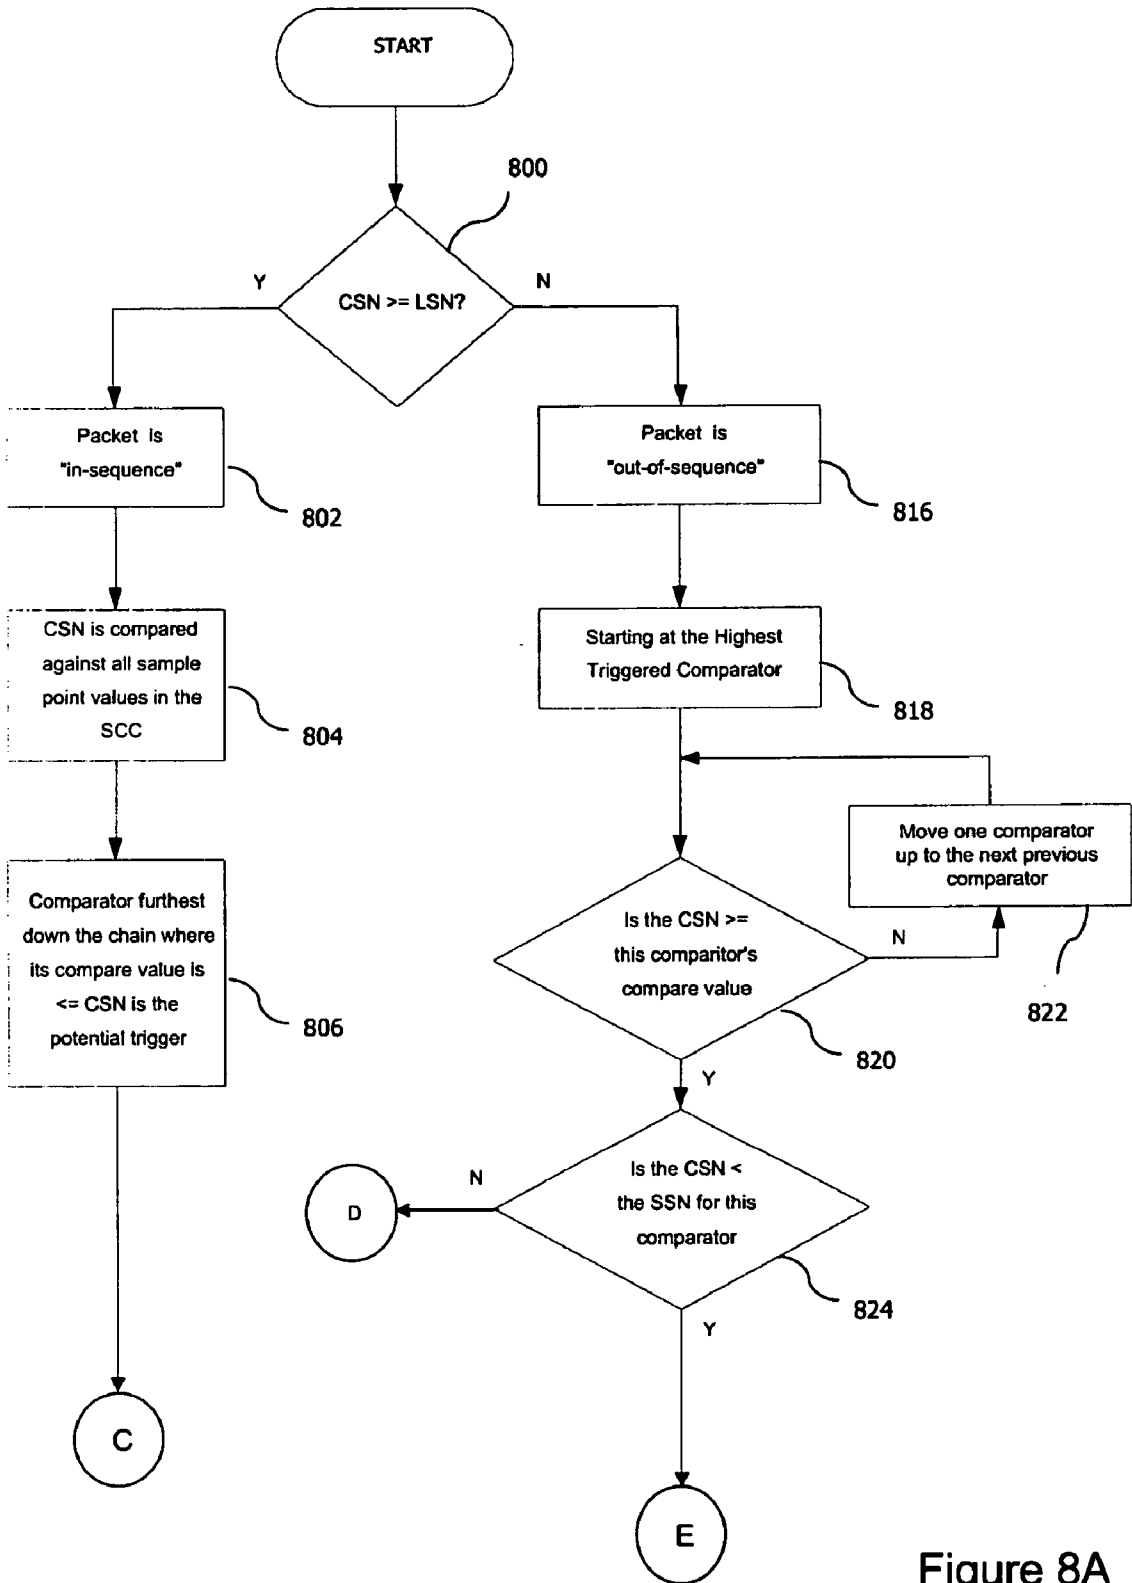 START
800
Y
N
CSN >= LSN?
Packet is
"in-sequence"
802
Packet is
"out-of-sequence"
816
CSN is compared
against all sample
point values in the
SCC
804
Starting at the Highest
Triggered Comparator
818
Move one comparator
up to the next previous
comparator
822
Comparator furthest
down the chain where
its compare value is
<= CSN is the
potential trigger
806
Is the CSN >=
this comparitor's
compare value
N
820
Y
Is the CSN <
the SSN for this
comparator
N
D
824
Y
C
E
Figure 8A